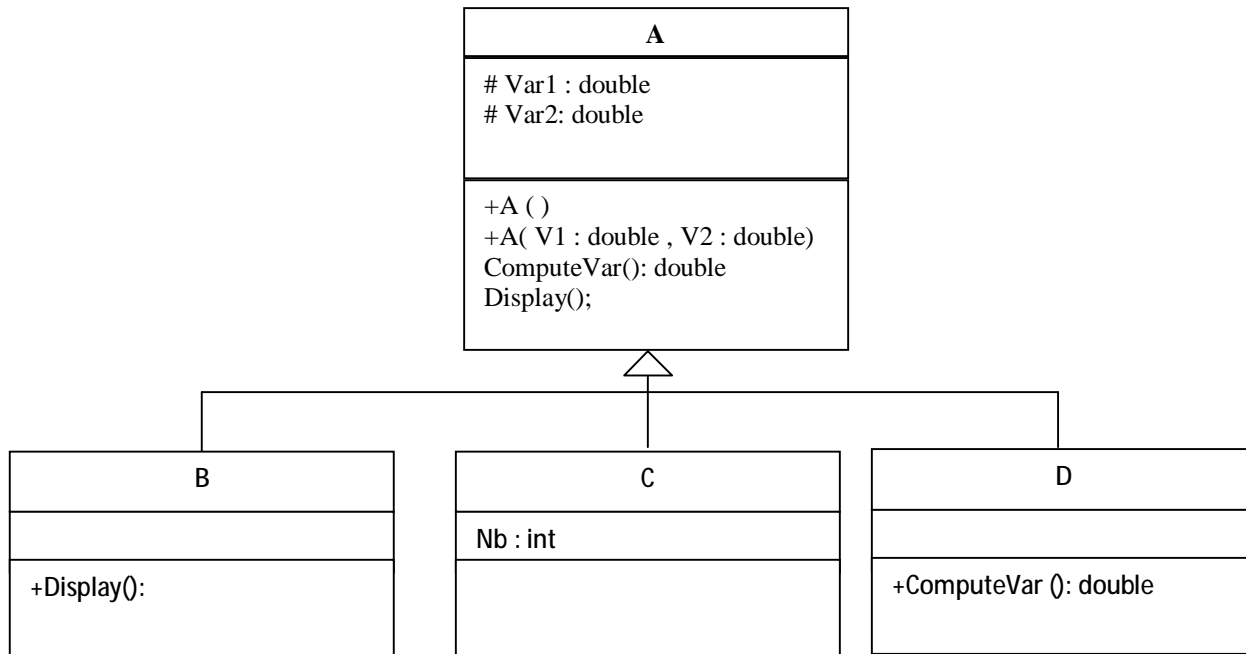 A
# Var1 : double
# Var2: double
+A ( )
+A( V1 : double , V2 : double)
ComputeVar(): double
Display();
B
+Display():
C
Nb : int
D
+ComputeVar (): double